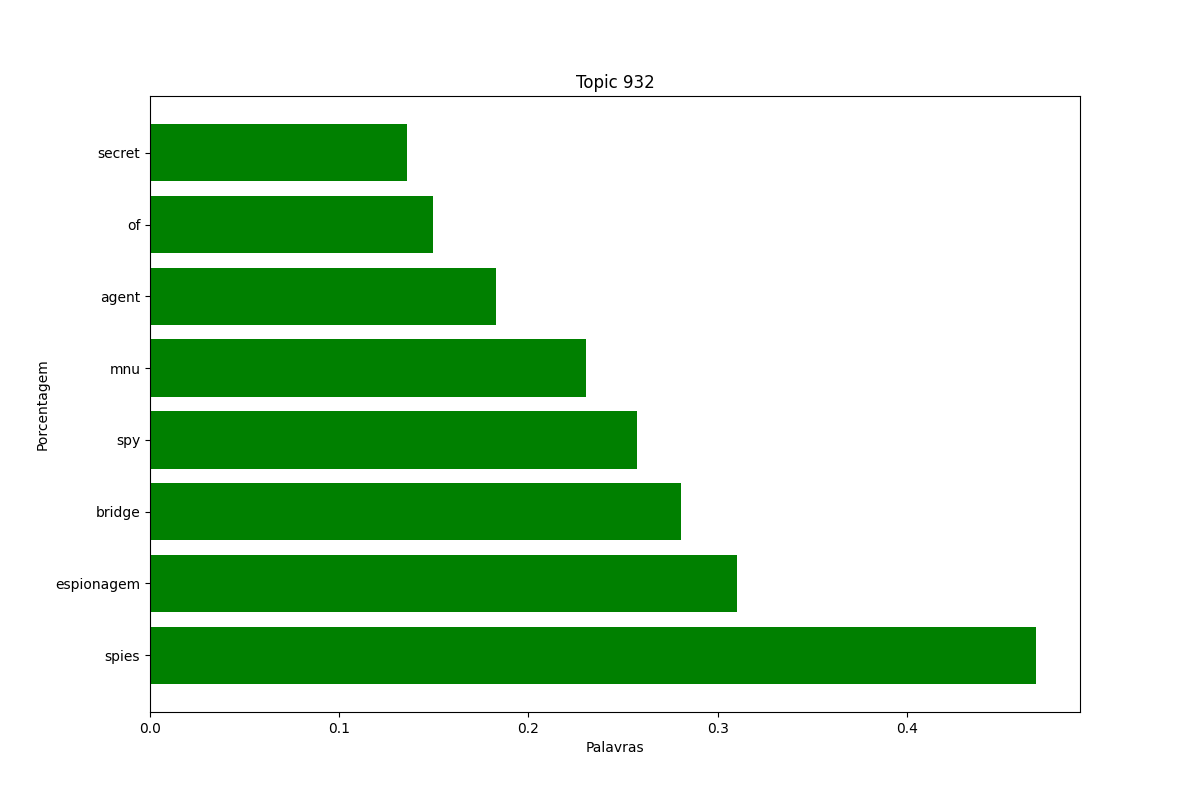 Topic 932
secret
of
agent
mnu
spy
bridge
espionagem
spies
Porcentagem
0.0 0.1 0.2 0.3 0.4
Palavras